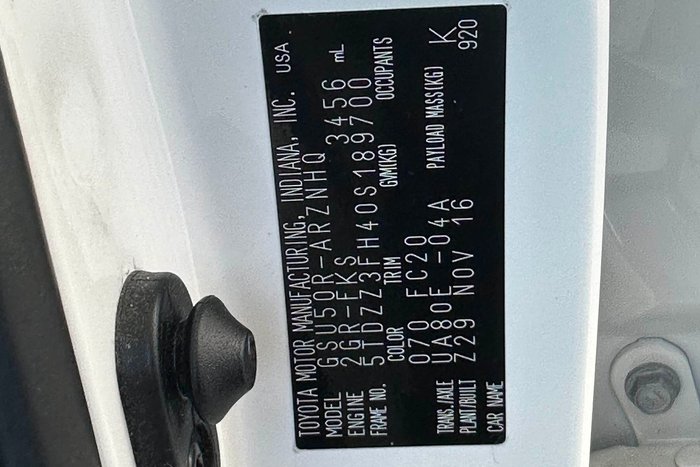 TOYOTA MOTOR MANUFACTURING, INDIANA, INC. USA.
MODEL GSU50R-ARZNHQ
ENGINE 2GR-FKS 3456 mL
FRAME NO. 5TDZZ3FH40S189700
COLOR TRIM GVM(KG) OCCUPANTS
070 FC20
TRANS./AXLE UA80E -04A
PLANT/BUILT Z29 NOV 16 PAYLOAD MASS(KG) K
CAR NAME 920